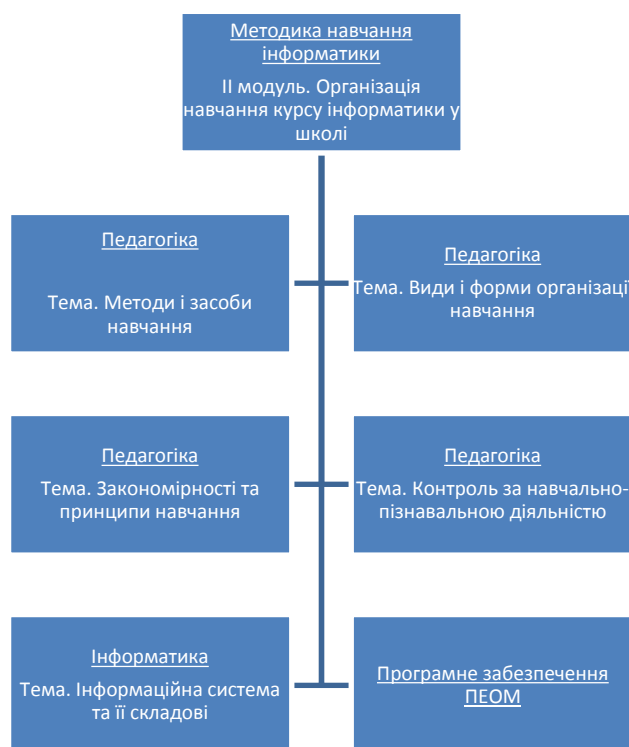 Методика навчання
інформатики
ІІ модуль. Організація
навчання курсу інформатики у
школі
Педагогіка
Тема. Методи і засоби
навчання
Педагогіка
Тема. Види і форми організації
навчання
Педагогіка
Тема. Закономірності та
принципи навчання
Педагогіка
Тема. Контроль за навчально-
пізнавальною діяльністю
Інформатика
Тема. Інформаційна система
та її складові
Програмне забезпечення
ПЕОМ